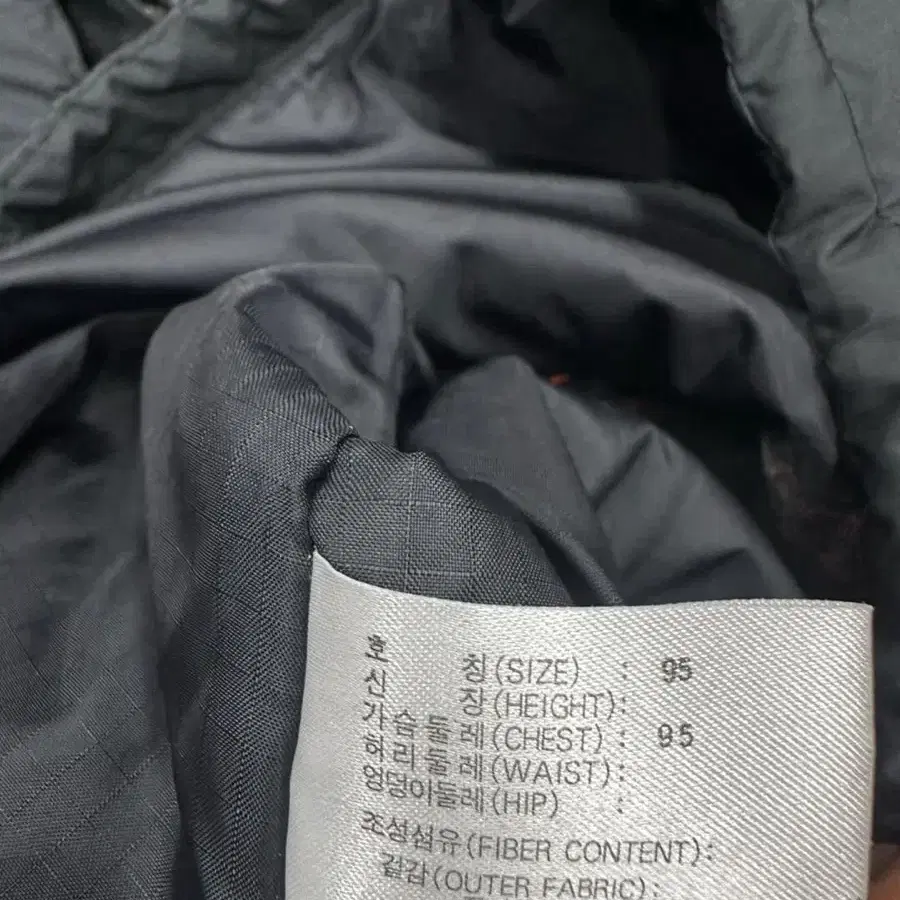 호 칭(SIZE) : 95
신 장(HEIGHT):
가슴둘레(CHEST): 95
허리둘레(WAIST):
엉덩이둘레(HIP) :
조성섬유(FIBER CONTENT):
겉감(OUTER FABRIC):